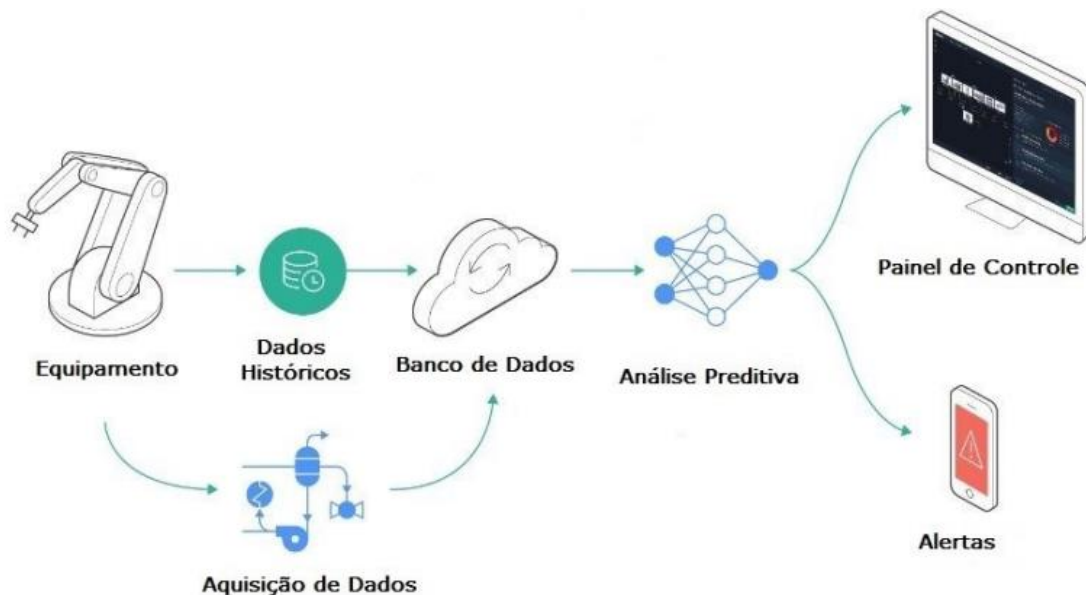 Painel de Controle
Equipamento
Dados
Históricos
Banco de Dados
Análise Preditiva
Aquisição de Dados
Alertas